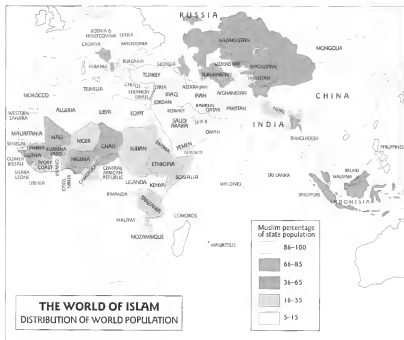 RUSSIA
BOSNIA &
HERZEGOVINA
SERBIA
CROATIA
MACEDONIA
KAZAKHSTAN
MONGOLIA
BULGARIA
ALBANIA
GEORGIA
UZBEKISTAN
KYRGYZSTAN
TURKEY
TURKMENISTAN
TAJIKISTAN
TUNISIA
CYPRUS
SYRIA
AZERBAIJAN
LEBANON
ISRAEL
IRAQ
IRAN
AFGHANISTAN
CHINA
MOROCCO
JORDAN
KUWAIT
BAHRAIN
QATAR
PAKISTAN
NEPAL
ALGERIA
LIBYA
EGYPT
SAUDI
ARABIA
U.A.E.
INDIA
WESTERN
SAHARA
OMAN
BANGLADESH
MAURITANIA
MALI
NIGER
CHAD
SUDAN
ERITREA
YEMEN
DJIBOUTI
PHILIPPINES
SENEGAL
GAMBIA
BURKINA
FASO
GUINEA
BISSAU
IVORY
COAST
NIGERIA
ETHIOPIA
SOMALIA
SIERRA
LEONE
LIBERIA
CAMEROON
CENTRAL
AFRICAN
REPUBLIC
UGANDA
KENYA
MALDIVES
SRI LANKA
BRUNEI
MALAYSIA
SINGAPORE
INDONESIA
RWANDA
TANZANIA
COMOROS
MALAWI
MOZAMBIQUE
MAURITIUS
Muslim percentage
of state population
86–100
66–85
36–65
16–35
5–15
THE WORLD OF ISLAM
DISTRIBUTION OF WORLD POPULATION